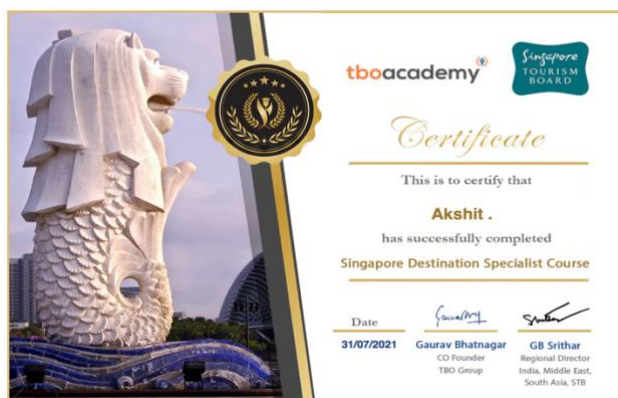 tboacademy
Singapore
TOURISM
BOARD
Certificate
This is to certify that
Akshit .
has successfully completed
Singapore Destination Specialist Course
Date
31/07/2021
Gaurav Bhatnagar
CO Founder
TBO Group
GB Srithar
Regional Director
India, Middle East,
South Asia, STB